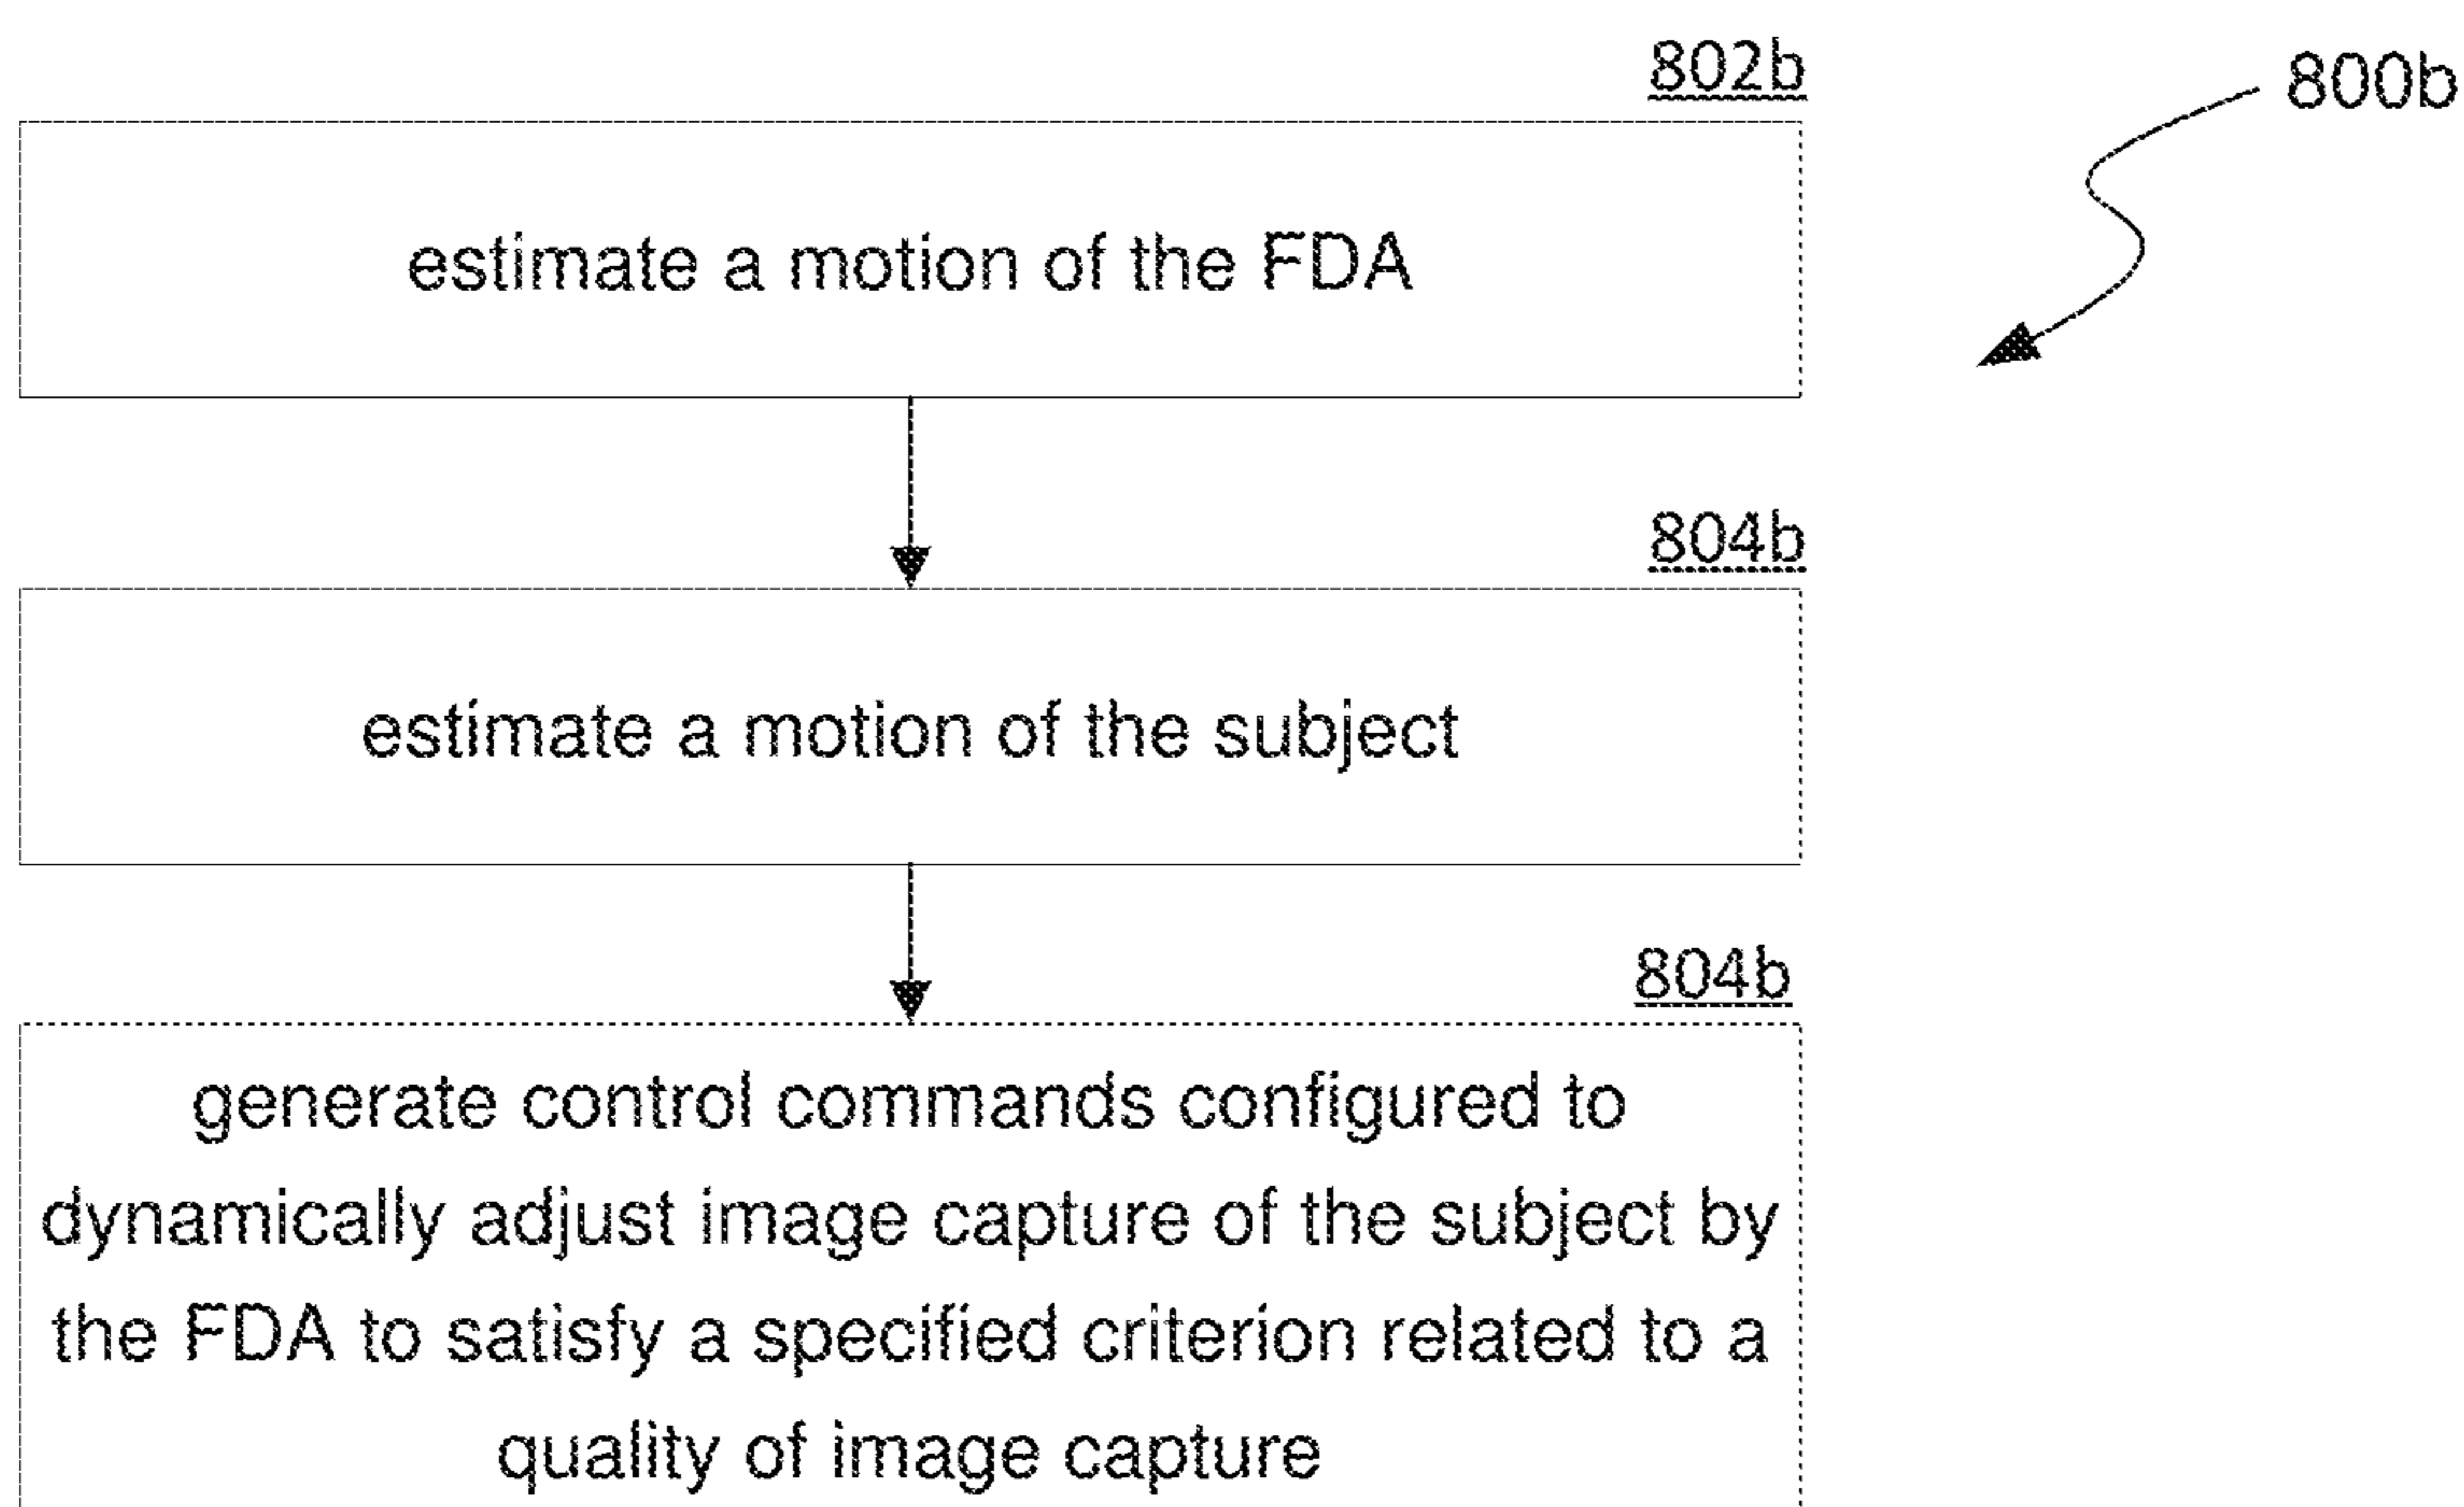 802b
800b
estimate a motion of the FDA
804b
estimate a motion of the subject
804b
generate control commands configured to
dynamically adjust image capture of the subject by
the FDA to satisfy a specified criterion related to a
quality of image capture